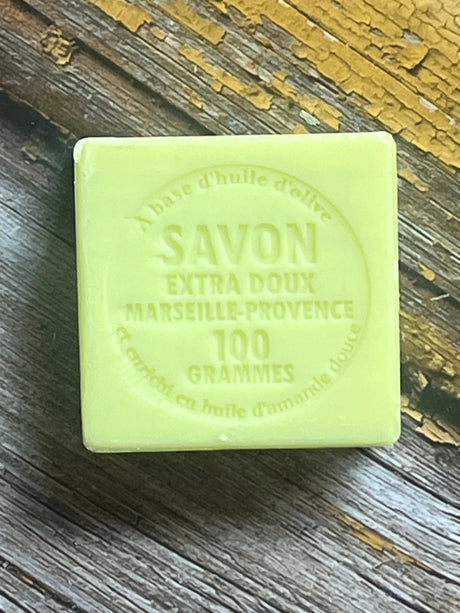 À base d'huile d'olive
SAVON
EXTRA DOUX
MARSEILLE-PROVENCE
100
GRAMMES
et enrichi en huile d'amande douce